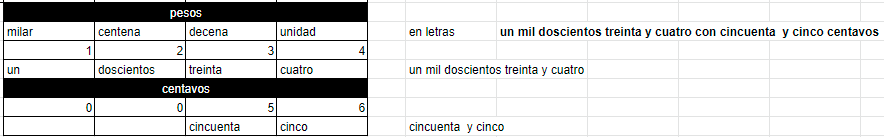 pesos
milar centena decena unidad en letras un mil doscientos treinta y cuatro con cincuenta  y cinco centavos
1 2 3 4
un doscientos treinta cuatro un mil doscientos treinta y cuatro
centavos
0 0 5 6
cincuenta cinco cincuenta  y cinco